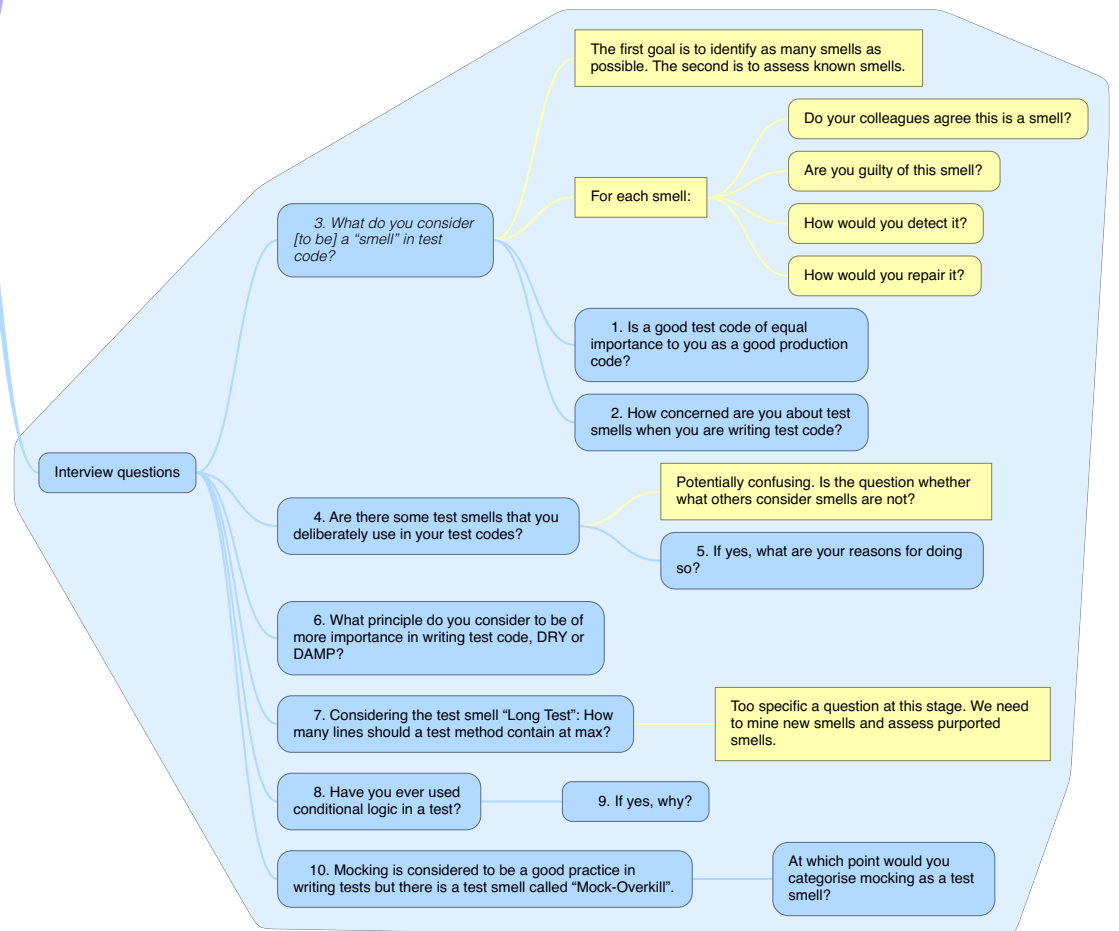 The first goal is to identify as many smells as
possible. The second is to assess known smells.
Do your colleagues agree this is a smell?
Are you guilty of this smell?
For each smell:
How would you detect it?
How would you repair it?
3. What do you consider
[to be] a “smell” in test
code?
1. Is a good test code of equal
importance to you as a good production
code?
2. How concerned are you about test
smells when you are writing test code?
Interview questions
Potentially confusing. Is the question whether
what others consider smells are not?
4. Are there some test smells that you
deliberately use in your test codes?
5. If yes, what are your reasons for doing
so?
6. What principle do you consider to be of
more importance in writing test code, DRY or
DAMP?
7. Considering the test smell “Long Test”: How
many lines should a test method contain at max?
Too specific a question at this stage. We need
to mine new smells and assess purported
smells.
8. Have you ever used
conditional logic in a test?
9. If yes, why?
10. Mocking is considered to be a good practice in
writing tests but there is a test smell called “Mock-Overkill”.
At which point would you
categorise mocking as a test
smell?